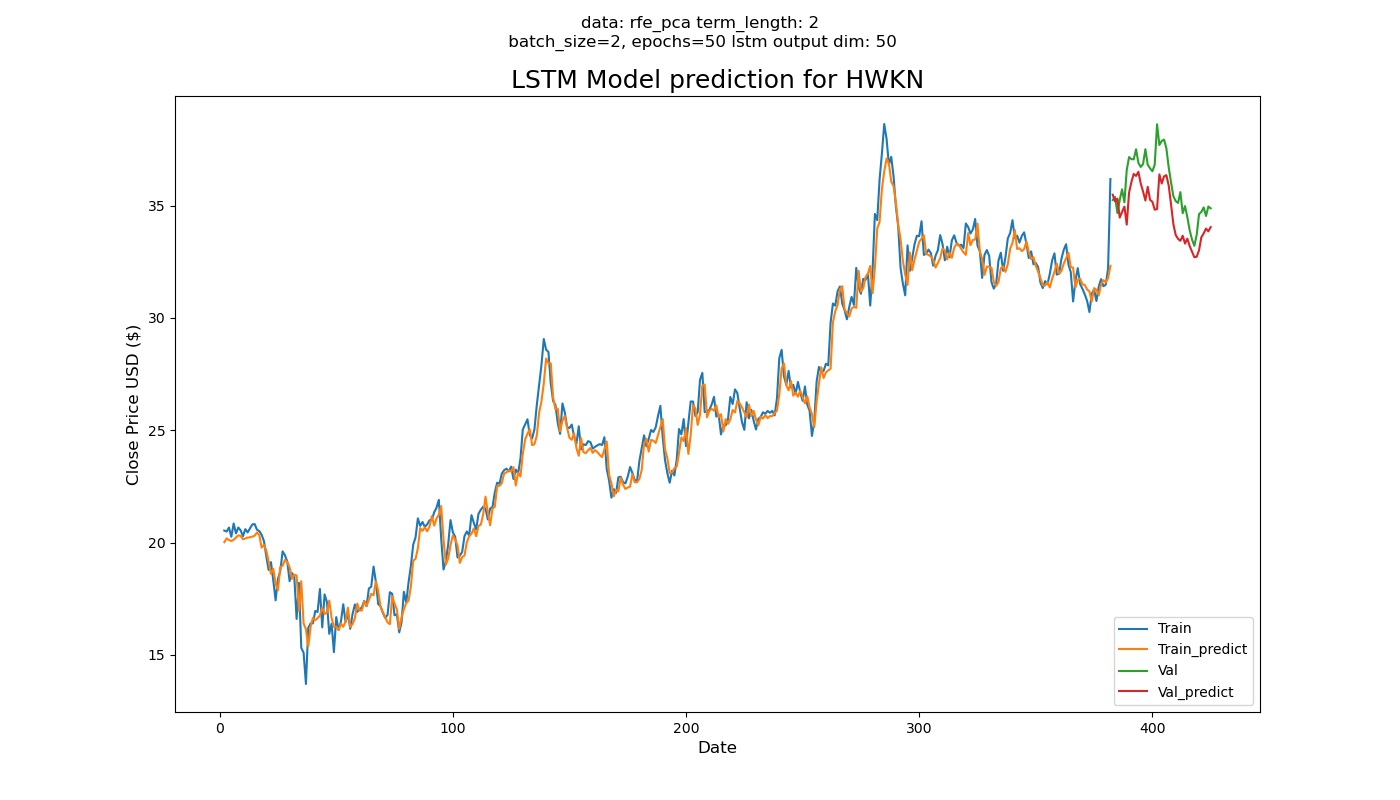 data: rfe_pca term_length: 2
batch_size=2, epochs=50 lstm output dim: 50
LSTM Model prediction for HWKN
Close Price USD ($)
35
30
25
20
15
0
100
200
300
400
Date
Train
Train_predict
Val
Val_predict